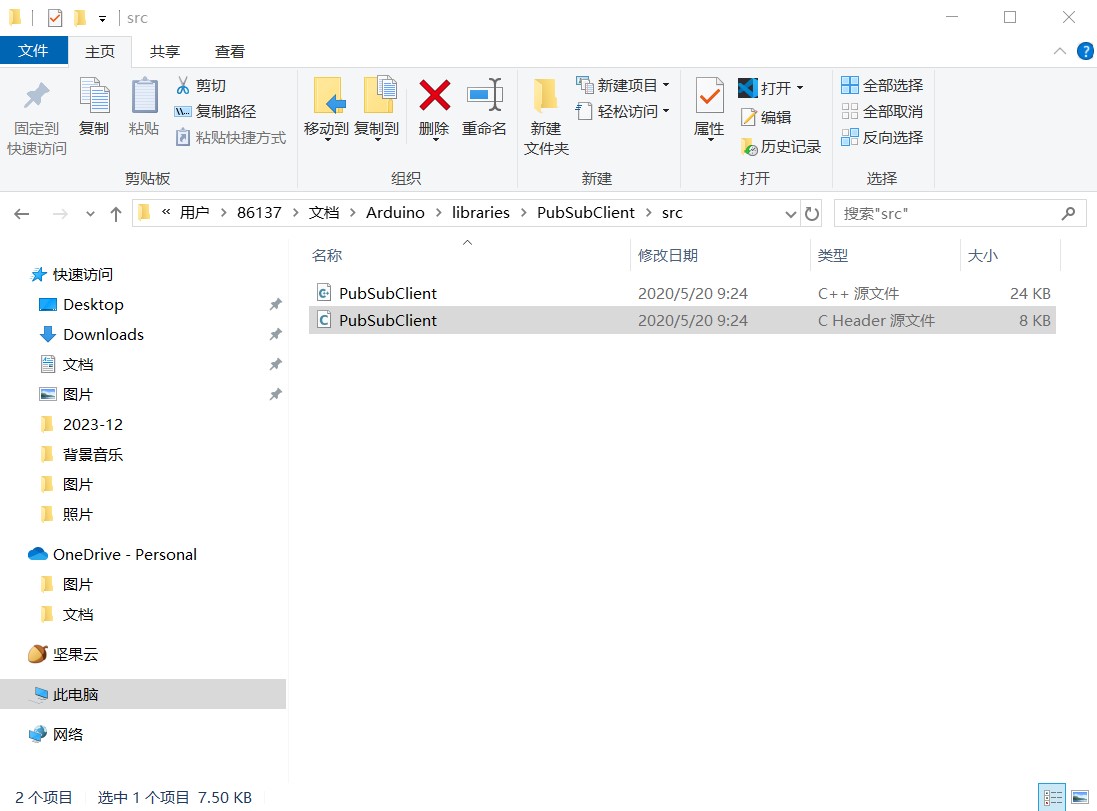 src
文件 主页 共享 查看
固定到快速访问
复制
粘贴
剪切
复制路径
粘贴快捷方式
剪贴板
移动到 复制到 删除 重命名
组织
新建文件夹
新建项目
轻松访问
新建
属性
打开
编辑
历史记录
打开
全部选择
全部取消
反向选择
选择
« 用户 > 86137 > 文档 > Arduino > libraries > PubSubClient > src
搜索"src"
名称 修改日期 类型 大小
PubSubClient 2020/5/20 9:24 C++ 源文件 24 KB
PubSubClient 2020/5/20 9:24 C Header 源文件 8 KB
快速访问
Desktop
Downloads
文档
图片
2023-12
背景音乐
图片
照片
OneDrive - Personal
图片
文档
坚果云
此电脑
网络
2 个项目 选中 1 个项目 7.50 KB